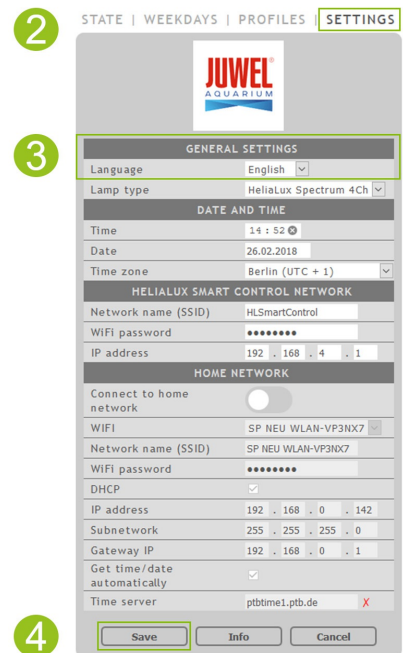 2
STATE | WEEKDAYS | PROFILES | SETTINGS
JUWEL®
AQUARIUM
3
GENERAL SETTINGS
Language English
Lamp type HeliaLux Spectrum 4Ch
DATE AND TIME
Time 14 : 52
Date 26.02.2018
Time zone Berlin (UTC + 1)
HELIALUX SMART CONTROL NETWORK
Network name (SSID) HLSmartControl
WiFi password ●●●●●●●●
IP address 192 . 168 . 4 . 1
HOME NETWORK
Connect to home
network
WIFI SP NEU WLAN-VP3NX7
Network name (SSID) SP NEU WLAN-VP3NX7
WiFi password ●●●●●●●●
DHCP
IP address 192 . 168 . 0 . 142
Subnetwork 255 . 255 . 255 . 0
Gateway IP 192 . 168 . 0 . 1
Get time/date
automatically
Time server ptbtime1.ptb.de X
4
Save Info Cancel